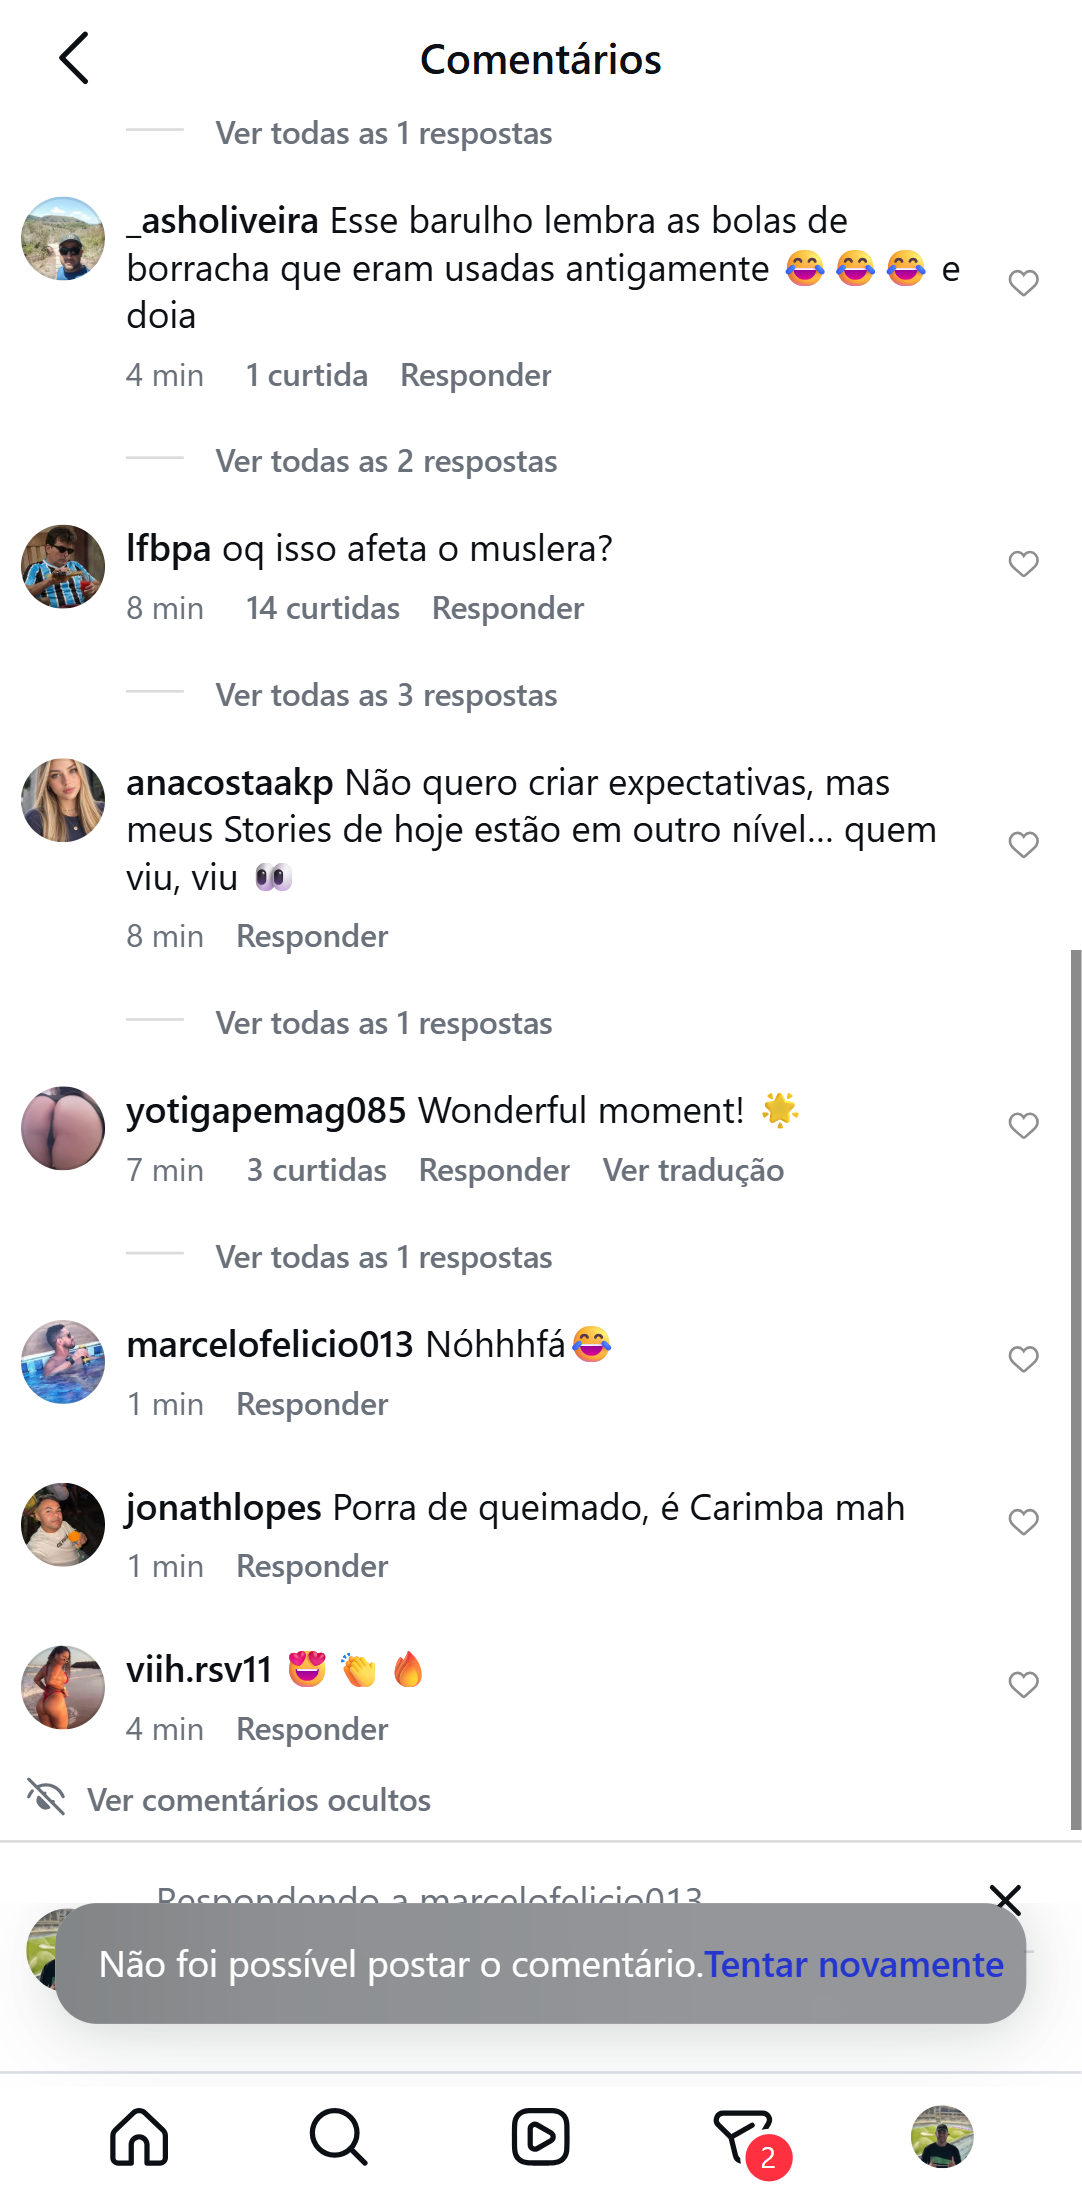 Comentários
Ver todas as 1 respostas
_asholiveira Esse barulho lembra as bolas de
borracha que eram usadas antigamente 😂😂😂 e
doia
4 min 1 curtida Responder
Ver todas as 2 respostas
lfbpa oq isso afeta o muslera?
8 min 14 curtidas Responder
Ver todas as 3 respostas
anacostaakp Não quero criar expectativas, mas
meus Stories de hoje estão em outro nível... quem
viu, viu 👀
8 min Responder
Ver todas as 1 respostas
yotigapemag085 Wonderful moment! 🌟
7 min 3 curtidas Responder Ver tradução
Ver todas as 1 respostas
marcelofelicio013 Nóhhhfá😂
1 min Responder
jonathlopes Porra de queimado, é Carimba mah
1 min Responder
viih.rsv11 😍👏🔥
4 min Responder
Ver comentários ocultos
Respondendo a marcelofelicio013
Não foi possível postar o comentário.Tentar novamente
2